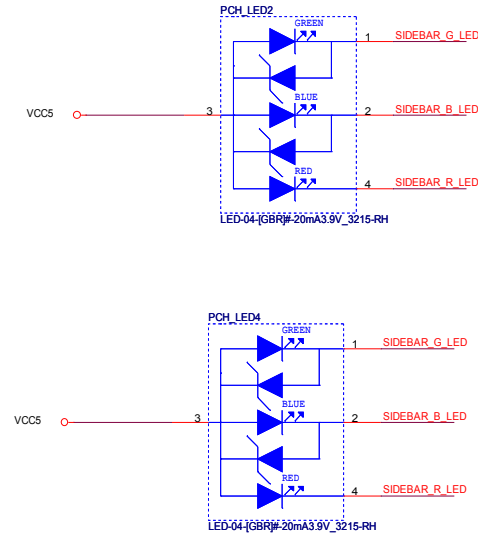 PCH_LED2
GREEN
1 SIDEBAR_G_LED
BLUE
VCC5 3 2 SIDEBAR_B_LED
RED
4 SIDEBAR_R_LED
LED-04-[GBR]#-20mA3.9V_3215-RH
PCH_LED4
GREEN
1 SIDEBAR_G_LED
BLUE
VCC5 3 2 SIDEBAR_B_LED
RED
4 SIDEBAR_R_LED
LED-04-[GBR]#-20mA3.9V_3215-RH